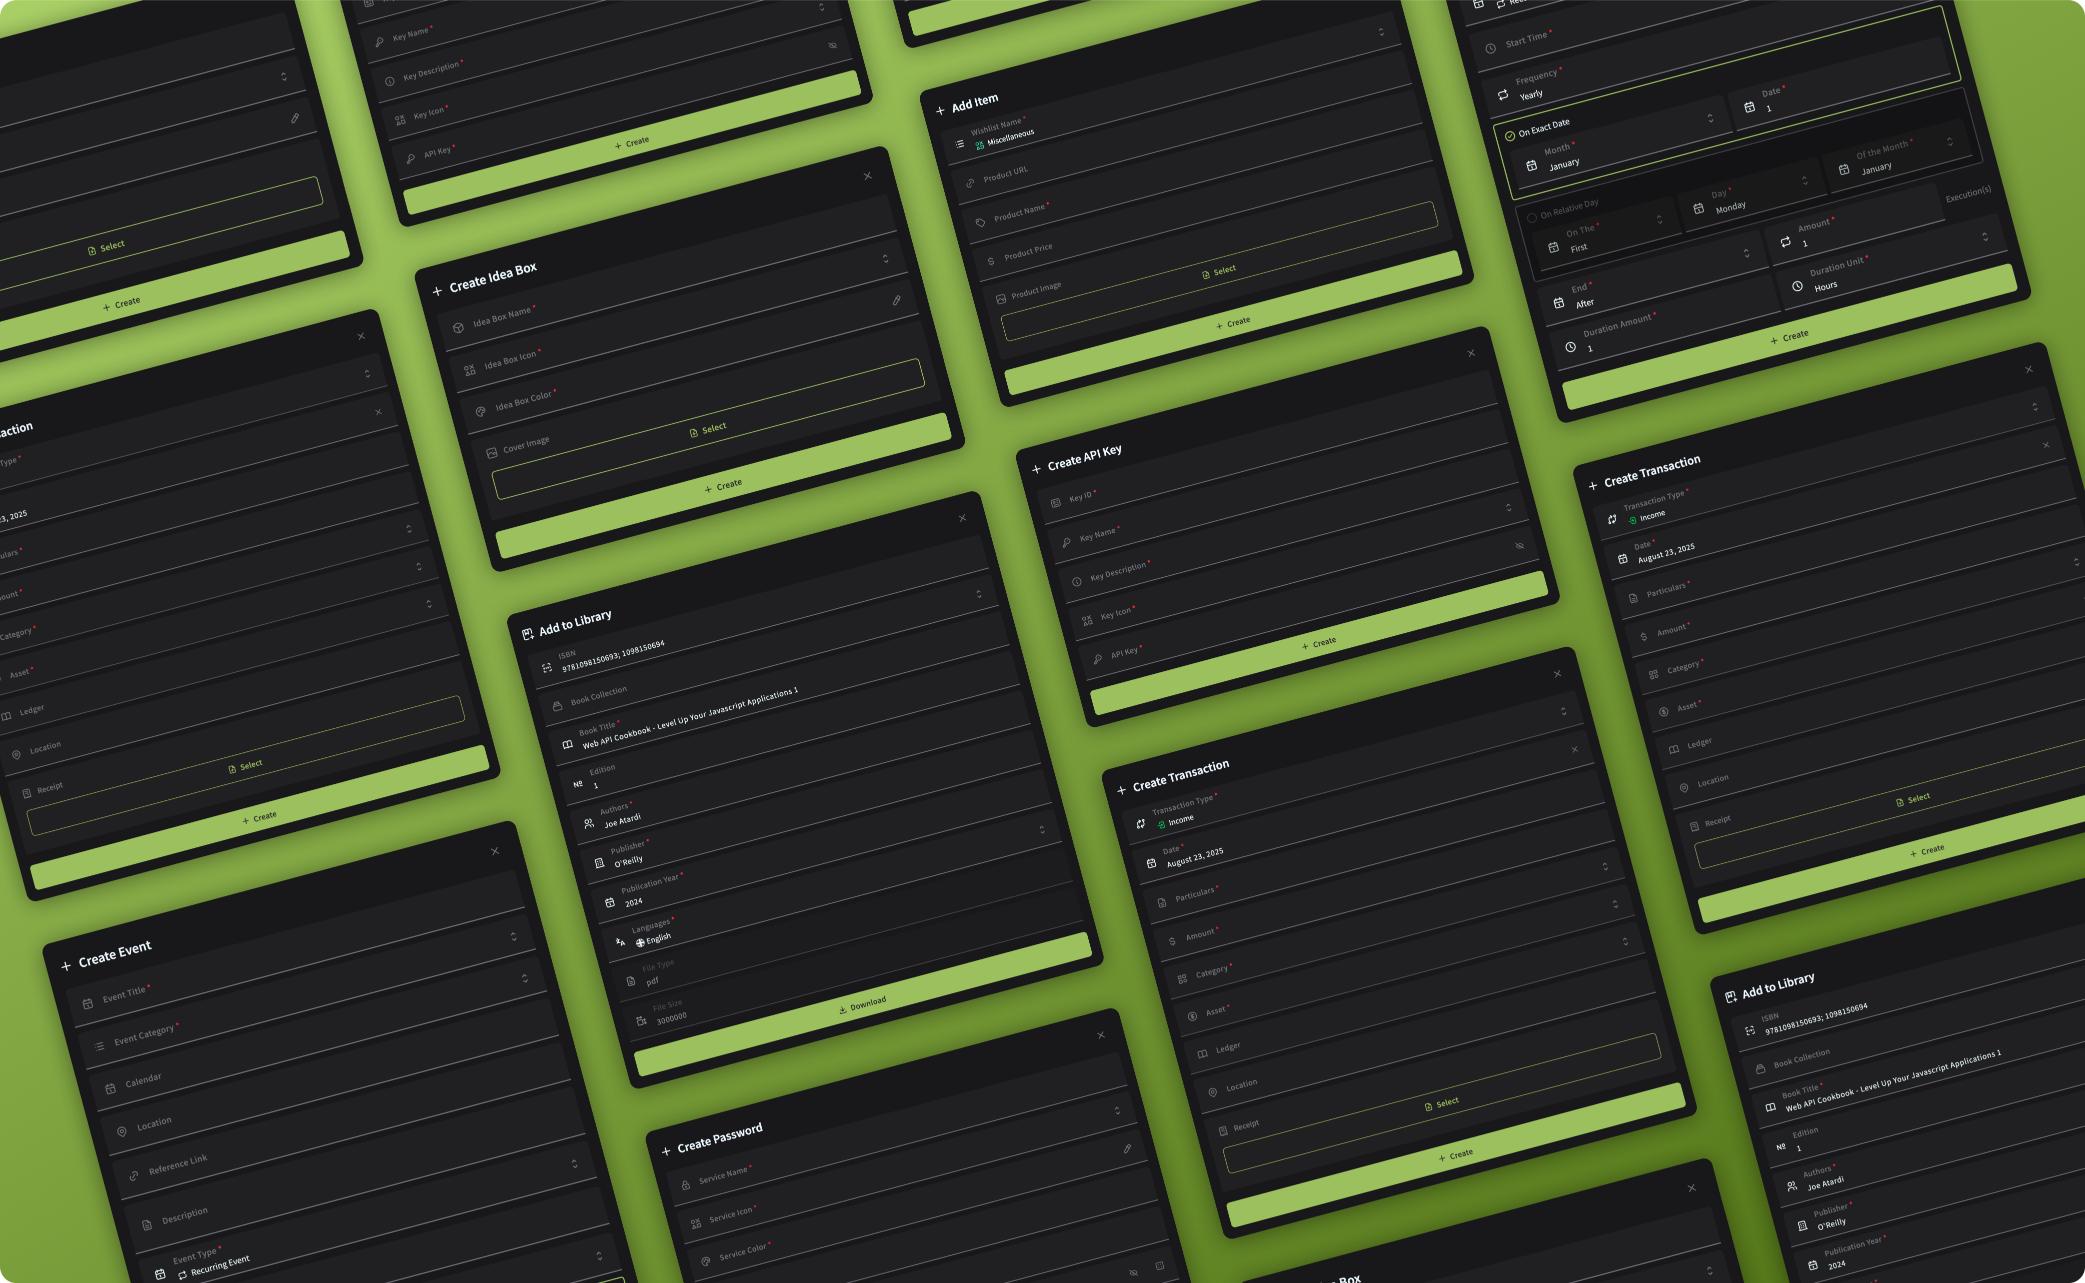 Select
+ Create
Key Name *
Key Description *
Key Icon *
API Key *
+ Create
+ Add Item
Wishlist Name *
Miscellaneous
Product URL
Product Name *
Product Price
Product Image
Select
+ Create
Start Time *
Frequency *
Yearly
On Exact Date
Month *
January
Date *
1
On Relative Day
On The *
First
Day *
Monday
Of the Month *
January
End *
After
Amount *
1
Execution(s)
Duration Amount *
1
Duration Unit *
Hours
+ Create
+ Create Idea Box
Idea Box Name *
Idea Box Icon *
Idea Box Color *
Cover Image
Select
+ Create
action
Type *
23, 2025
ulars *
ount *
Category *
Asset *
Ledger
Location
Receipt
Select
+ Create
+ Create API Key
Key ID *
Key Name *
Key Description *
Key Icon *
API Key *
+ Create
+ Create Transaction
Transaction Type *
Income
Date *
August 23, 2025
Particulars *
Amount *
Category *
Asset *
Ledger
Location
Receipt
Select
+ Create
Add to Library
ISBN
9781098150693; 1098150694
Book Collection
Book Title *
Web API Cookbook - Level Up Your Javascript Applications 1
Edition
1
Authors *
Joe Atardi
Publisher *
O'Reilly
Publication Year *
2024
Languages *
English
File Type
pdf
File Size
3000000
Download
+ Create Transaction
Transaction Type *
Income
Date *
August 23, 2025
Particulars *
Amount *
Category *
Asset *
Ledger
Location
Receipt
Select
+ Create
+ Create Event
Event Title *
Event Category *
Calendar
Location
Reference Link
Description
Event Type *
Recurring Event
+ Create Password
Service Name *
Service Icon *
Service Color *
Add to Library
ISBN
9781098150693; 1098150694
Book Collection
Book Title *
Web API Cookbook - Level Up Your Javascript Applications 1
Nº
Edition
1
Authors *
Joe Atardi
Publisher *
O'Reilly
Publication Year *
2024
Box